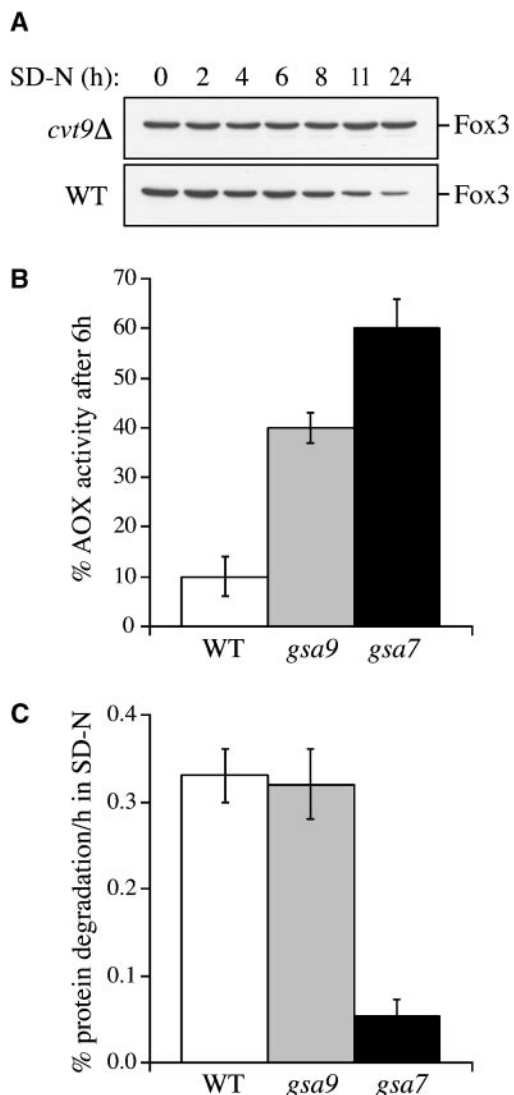 A
SD-N (h): 0 2 4 6 8 11 24
cvt9Δ
Fox3
WT
Fox3
B
% AOX activity after 6h
70
60
50
40
30
20
10
0
WT gsa9 gsa7
C
% protein degradation/h in SD-N
0.4
0.3
0.2
0.1
0.0
WT gsa9 gsa7